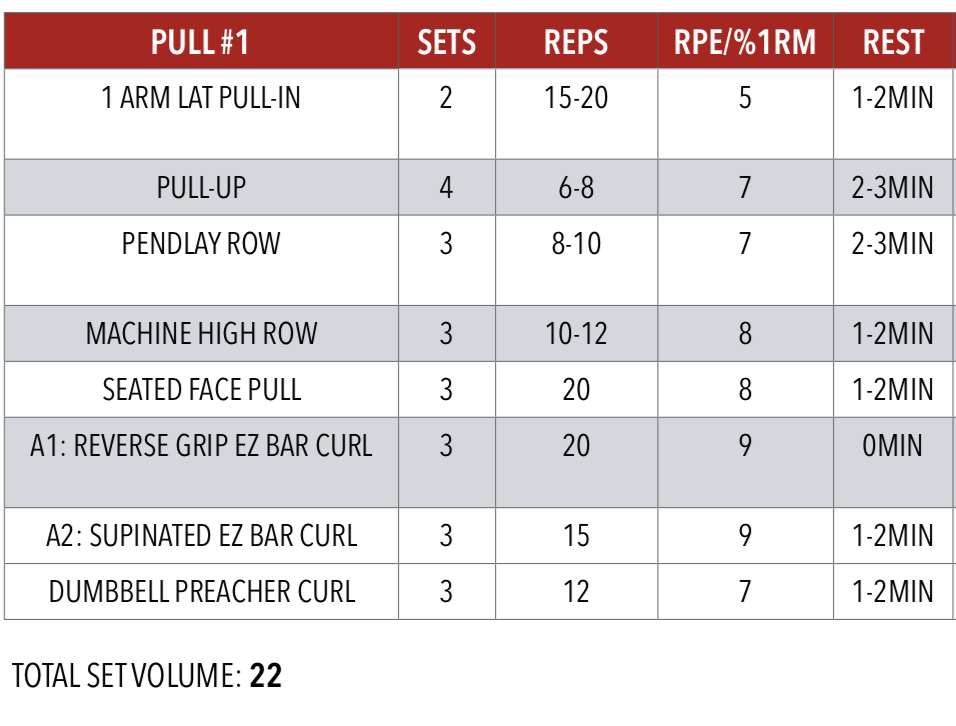 PULL #1 SETS REPS RPE/%1RM REST
1 ARM LAT PULL-IN 2 15-20 5 1-2MIN
PULL-UP 4 6-8 7 2-3MIN
PENDLAY ROW 3 8-10 7 2-3MIN
MACHINE HIGH ROW 3 10-12 8 1-2MIN
SEATED FACE PULL 3 20 8 1-2MIN
A1: REVERSE GRIP EZ BAR CURL 3 20 9 0MIN
A2: SUPINATED EZ BAR CURL 3 15 9 1-2MIN
DUMBBELL PREACHER CURL 3 12 7 1-2MIN
TOTAL SET VOLUME: 22